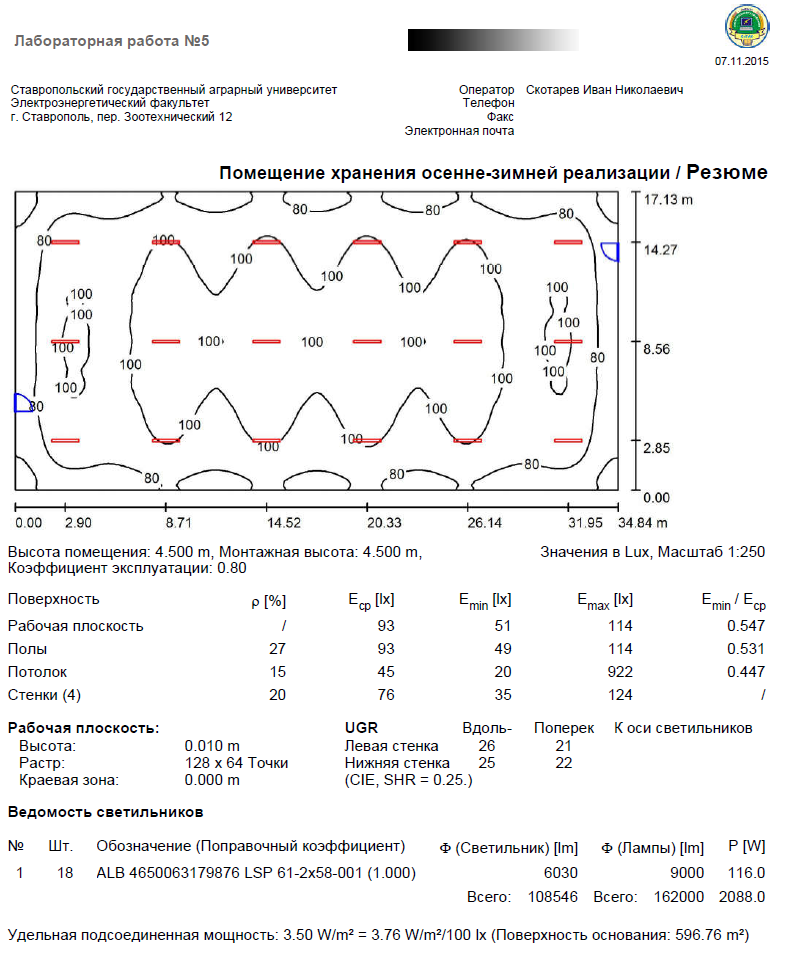 Лабораторная работа №5
07.11.2015
Ставропольский государственный аграрный университет
Электроэнергетический факультет
г. Ставрополь, пер. Зоотехнический 12
Оператор Скотарев Иван Николаевич
Телефон
Факс
Электронная почта
Помещение хранения осенне-зимней реализации / Резюме
17.13 m
80 80 80
80 100 14.27
100 100 100
100 100 100
100 100
100 100
100 100 100 100 100 8.56
80
100 100 100
100 100
80 100 100
100 100 2.85
80 80 80
0.00
0.00 2.90 8.71 14.52 20.33 26.14 31.95 34.84 m
Высота помещения: 4.500 m, Монтажная высота: 4.500 m, Значения в Lux, Масштаб 1:250
Коэффициент эксплуатации: 0.80
Поверхность ρ [%] Eср [lx] Emin [lx] Emax [lx] Emin / Eср
Рабочая плоскость / 93 51 114 0.547
Полы 27 93 49 114 0.531
Потолок 15 45 20 922 0.447
Стенки (4) 20 76 35 124 /
Рабочая плоскость:
Высота: 0.010 m
Растр: 128 x 64 Точки
Краевая зона: 0.000 m
UGR Вдоль- Поперек К оси светильников
Левая стенка 26 21
Нижняя стенка 25 22
(CIE, SHR = 0.25.)
Ведомость светильников
№ Шт. Обозначение (Поправочный коэффициент) Φ (Светильник) [lm] Φ (Лампы) [lm] P [W]
1 18 ALB 4650063179876 LSP 61-2x58-001 (1.000) 6030 9000 116.0
Всего: 108546 Всего: 162000 2088.0
Удельная подсоединенная мощность: 3.50 W/m² = 3.76 W/m²/100 lx (Поверхность основания: 596.76 m²)